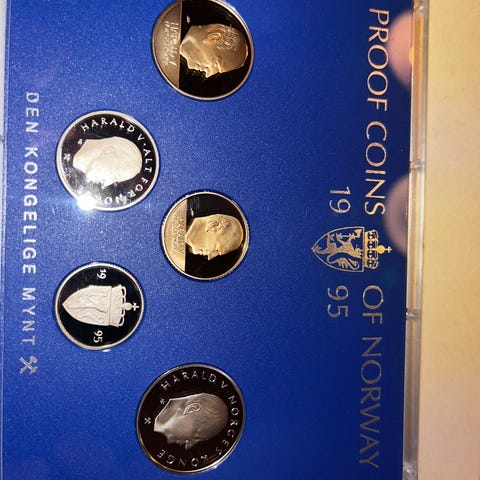 PROOF COINS OF NORWAY
19 95
HARALD V · ALT FOR NORGE
19 95
HARALD V NORGES KONGE
DEN KONGELIGE MYNT